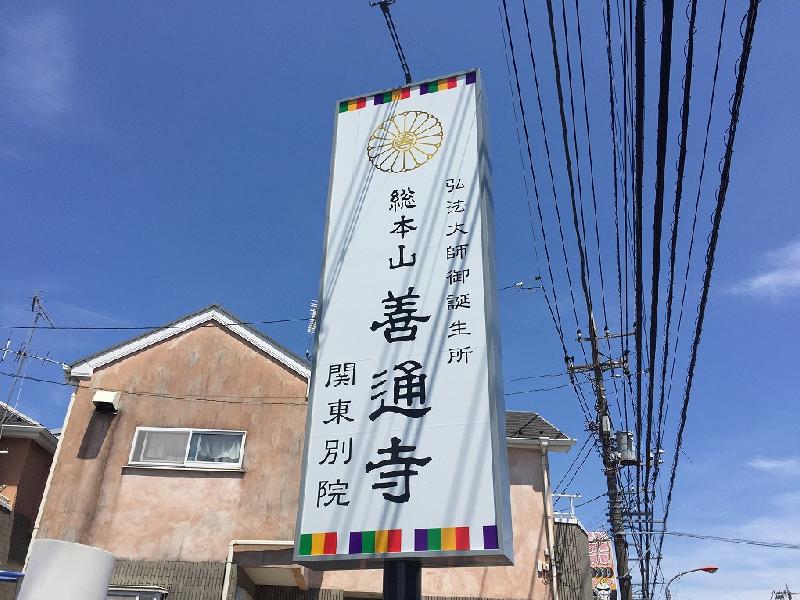 弘法大師御誕生所
総本山
善通寺
関東別院